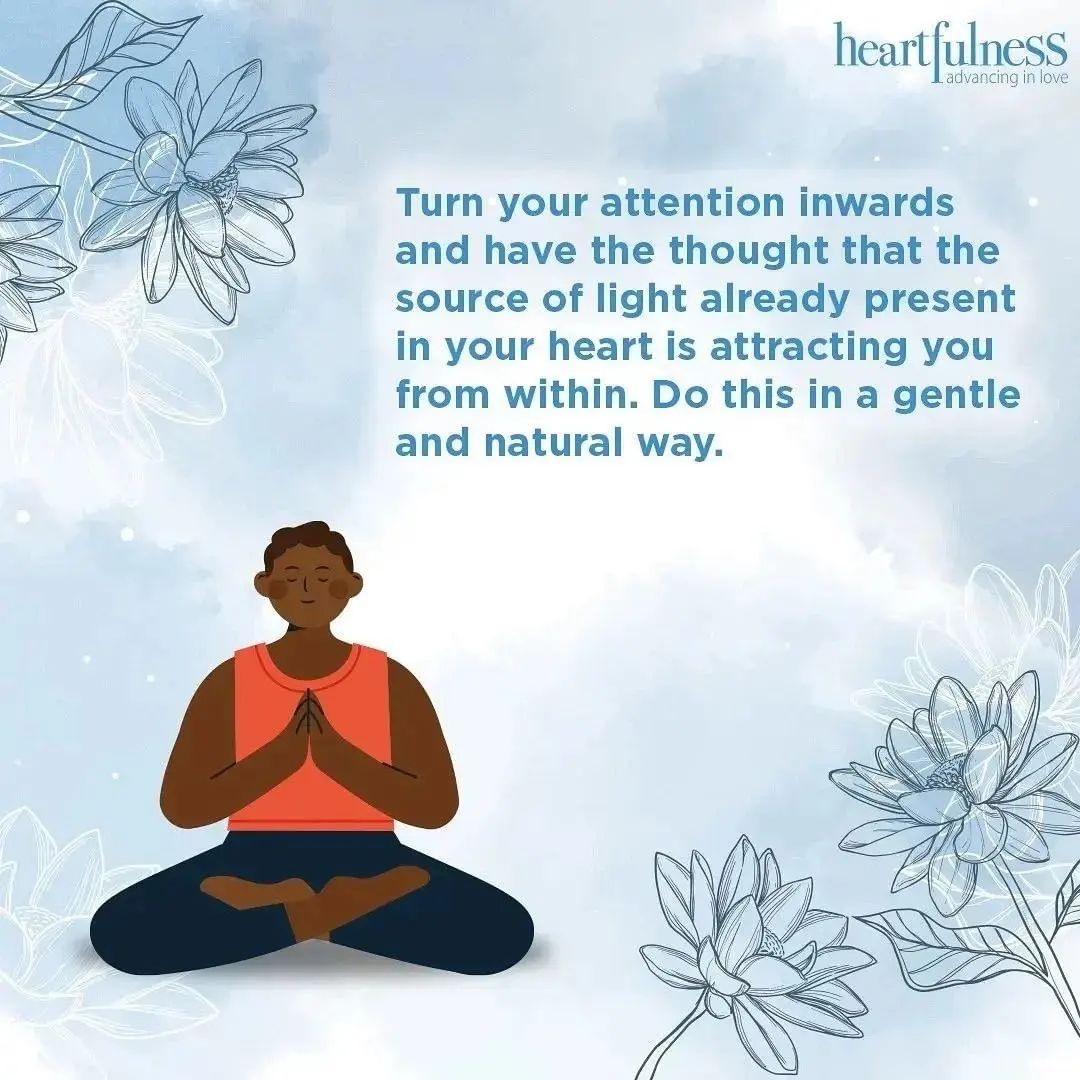 heartfulness
advancing in love
Turn your attention inwards
and have the thought that the
source of light already present
in your heart is attracting you
from within. Do this in a gentle
and natural way.